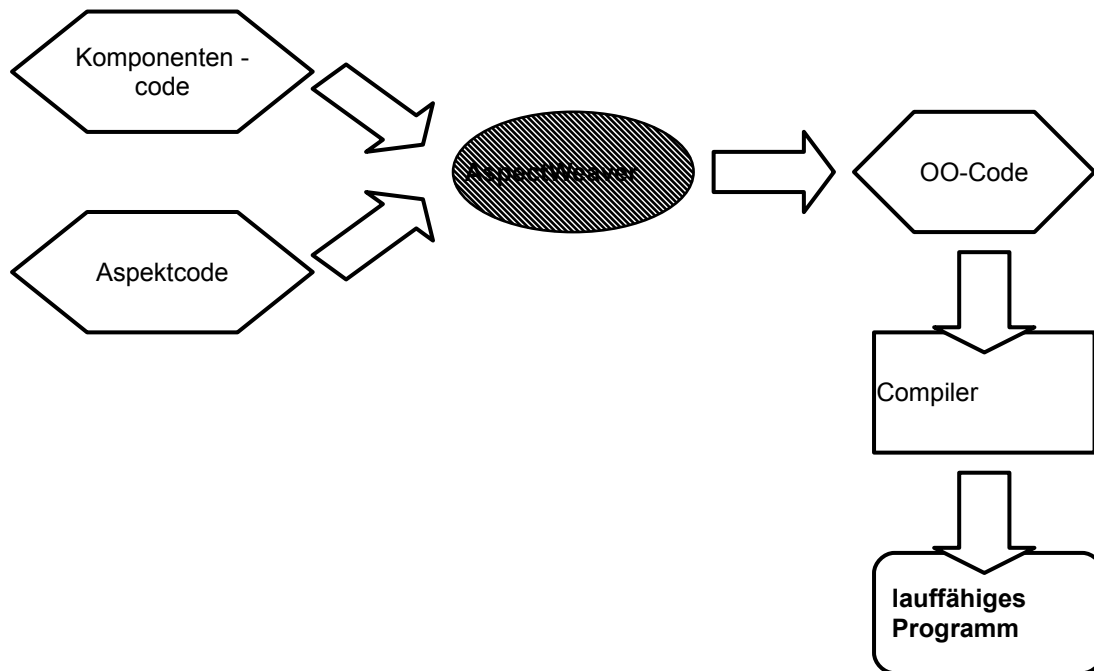 Komponenten -
code
AspectWeaver
OO-Code
Aspektcode
Compiler
lauffähiges
Programm